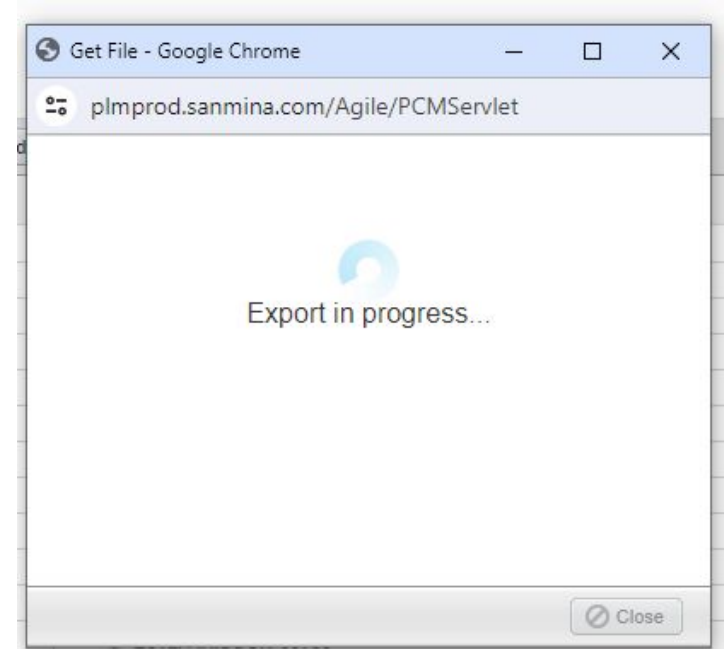 Get File - Google Chrome
plmprod.sanmina.com/Agile/PCMServlet
d
Export in progress...
Close